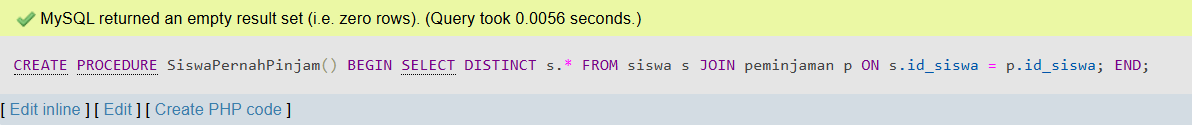 MySQL returned an empty result set (i.e. zero rows). (Query took 0.0056 seconds.)
CREATE PROCEDURE SiswaPernahPinjam() BEGIN SELECT DISTINCT s.* FROM siswa s JOIN peminjaman p ON s.id_siswa = p.id_siswa; END;
[ Edit inline ] [ Edit ] [ Create PHP code ]